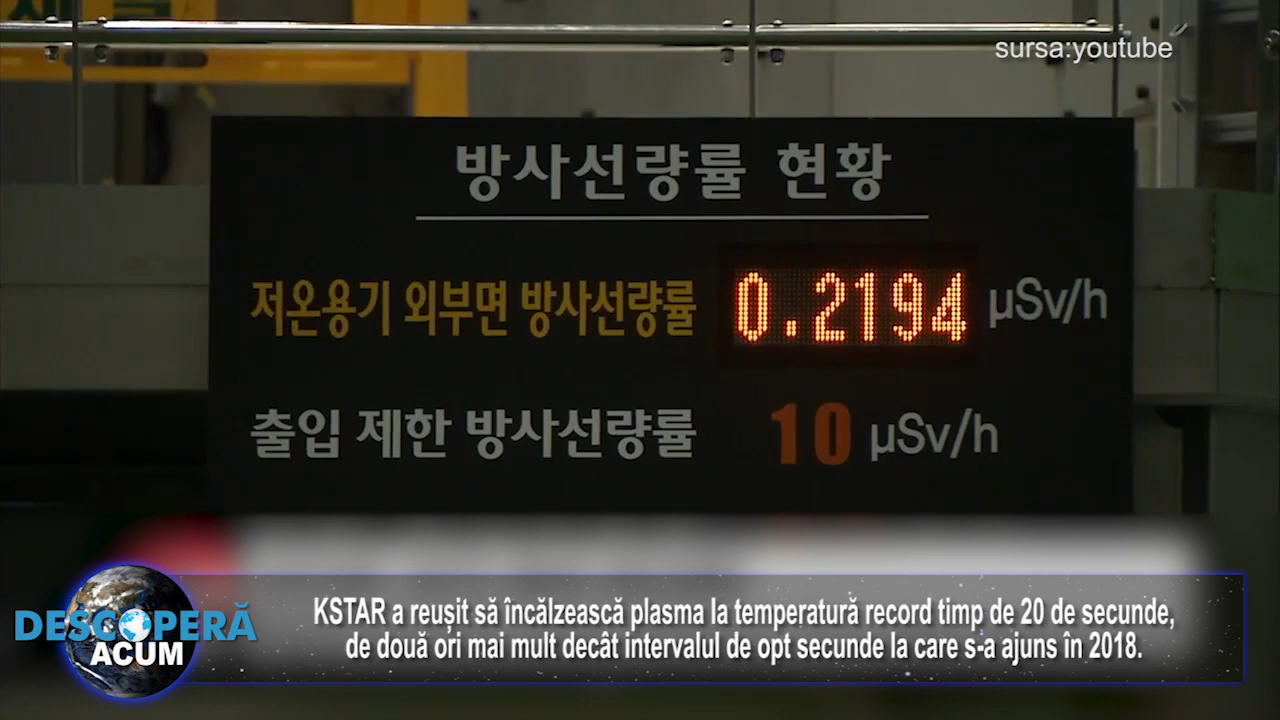 sursa:youtube
방사선량률 현황
저온용기 외부면 방사선량률 0.2194 μSv/h
출입 제한 방사선량률 10 μSv/h
KSTAR a reușit să încălzească plasma la temperatură record timp de 20 de secunde,
de două ori mai mult decât intervalul de opt secunde la care s-a ajuns în 2018.
DESCOPERĂ
ACUM